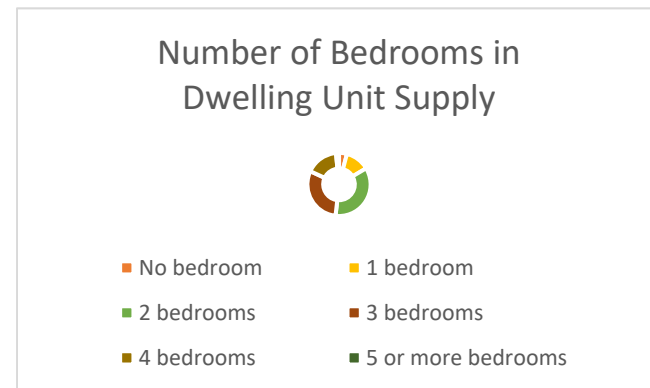 Number of Bedrooms in
Dwelling Unit Supply
No bedroom
1 bedroom
2 bedrooms
3 bedrooms
4 bedrooms
5 or more bedrooms